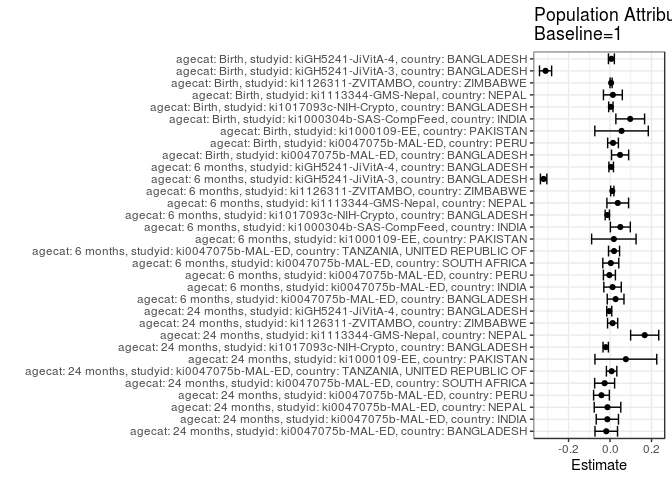 Population Attribu
Baseline=1
agecat: Birth, studyid: kiGH5241-JiVitA-4, country: BANGLADESH
agecat: Birth, studyid: kiGH5241-JiVitA-3, country: BANGLADESH
agecat: Birth, studyid: ki1126311-ZVITAMBO, country: ZIMBABWE
agecat: Birth, studyid: ki1113344-GMS-Nepal, country: NEPAL
agecat: Birth, studyid: ki1017093c-NIH-Crypto, country: BANGLADESH
agecat: Birth, studyid: ki1000304b-SAS-CompFeed, country: INDIA
agecat: Birth, studyid: ki1000109-EE, country: PAKISTAN
agecat: Birth, studyid: ki0047075b-MAL-ED, country: PERU
agecat: Birth, studyid: ki0047075b-MAL-ED, country: BANGLADESH
agecat: 6 months, studyid: kiGH5241-JiVitA-4, country: BANGLADESH
agecat: 6 months, studyid: kiGH5241-JiVitA-3, country: BANGLADESH
agecat: 6 months, studyid: ki1126311-ZVITAMBO, country: ZIMBABWE
agecat: 6 months, studyid: ki1113344-GMS-Nepal, country: NEPAL
agecat: 6 months, studyid: ki1017093c-NIH-Crypto, country: BANGLADESH
agecat: 6 months, studyid: ki1000304b-SAS-CompFeed, country: INDIA
agecat: 6 months, studyid: ki1000109-EE, country: PAKISTAN
agecat: 6 months, studyid: ki0047075b-MAL-ED, country: TANZANIA, UNITED REPUBLIC OF
agecat: 6 months, studyid: ki0047075b-MAL-ED, country: SOUTH AFRICA
agecat: 6 months, studyid: ki0047075b-MAL-ED, country: PERU
agecat: 6 months, studyid: ki0047075b-MAL-ED, country: INDIA
agecat: 6 months, studyid: ki0047075b-MAL-ED, country: BANGLADESH
agecat: 24 months, studyid: kiGH5241-JiVitA-4, country: BANGLADESH
agecat: 24 months, studyid: ki1126311-ZVITAMBO, country: ZIMBABWE
agecat: 24 months, studyid: ki1113344-GMS-Nepal, country: NEPAL
agecat: 24 months, studyid: ki1017093c-NIH-Crypto, country: BANGLADESH
agecat: 24 months, studyid: ki1000109-EE, country: PAKISTAN
agecat: 24 months, studyid: ki0047075b-MAL-ED, country: TANZANIA, UNITED REPUBLIC OF
agecat: 24 months, studyid: ki0047075b-MAL-ED, country: SOUTH AFRICA
agecat: 24 months, studyid: ki0047075b-MAL-ED, country: PERU
agecat: 24 months, studyid: ki0047075b-MAL-ED, country: NEPAL
agecat: 24 months, studyid: ki0047075b-MAL-ED, country: INDIA
agecat: 24 months, studyid: ki0047075b-MAL-ED, country: BANGLADESH
-0.2 0.0 0.2
Estimate